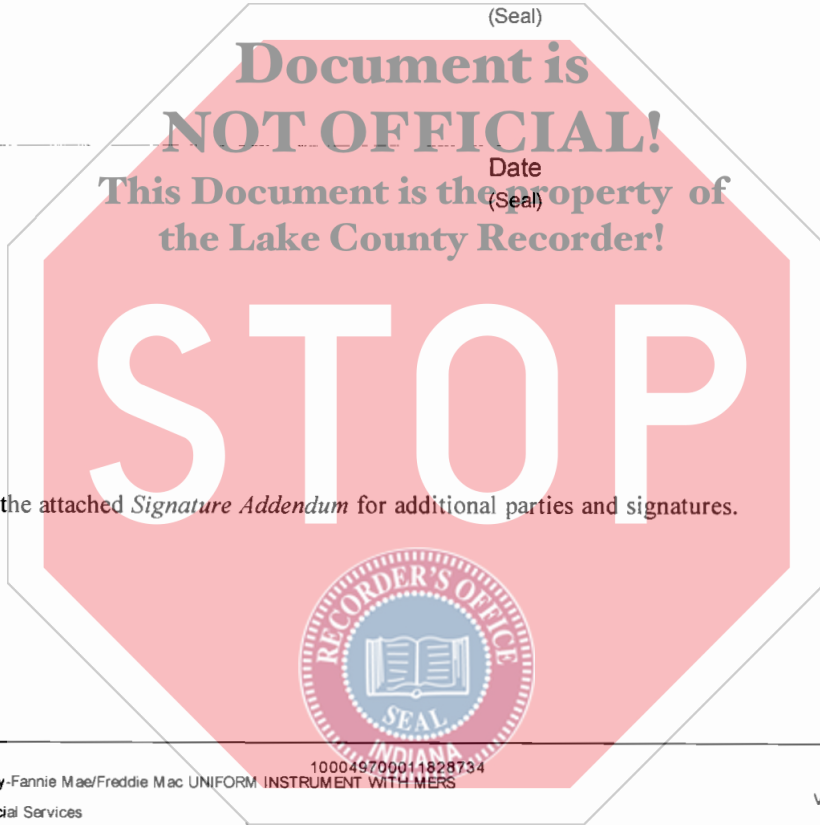 (Seal)
Document is
NOT OFFICIAL!
Date
This Document is the property of
(Seal)
the Lake County Recorder!
STOP
the attached Signature Addendum for additional parties and signatures.
RECORDER'S OFFICE
SEAL
INDIANA
100049700011828734
y-Fannie Mae/Freddie Mac UNIFORM INSTRUMENT WITH MERS
cial Services